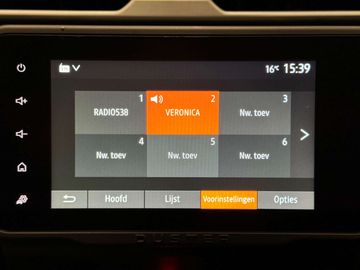 16°C 15:39
1 2 3
RADIO538 VERONICA Nw. toev
4 5 6
Nw. toev Nw. toev Nw. toev
Hoofd Lijst Voorinstellingen Opties
DUSTER